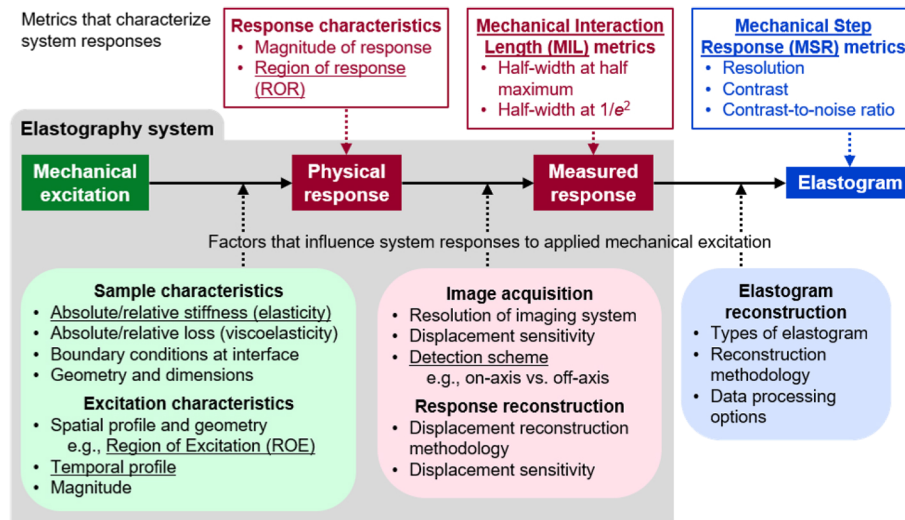 Metrics that characterize
system responses
Response characteristics
• Magnitude of response
• Region of response
(ROR)
Mechanical Interaction
Length (MIL) metrics
• Half-width at half
maximum
• Half-width at 1/e²
Mechanical Step
Response (MSR) metrics
• Resolution
• Contrast
• Contrast-to-noise ratio
Elastography system
Mechanical
excitation
Physical
response
Measured
response
Elastogram
Factors that influence system responses to applied mechanical excitation
Sample characteristics
• Absolute/relative stiffness (elasticity)
• Absolute/relative loss (viscoelasticity)
• Boundary conditions at interface
• Geometry and dimensions
Excitation characteristics
• Spatial profile and geometry
e.g., Region of Excitation (ROE)
• Temporal profile
• Magnitude
Image acquisition
• Resolution of imaging system
• Displacement sensitivity
• Detection scheme
e.g., on-axis vs. off-axis
Response reconstruction
• Displacement reconstruction
methodology
• Displacement sensitivity
Elastogram
reconstruction
• Types of elastogram
• Reconstruction
methodology
• Data processing
options